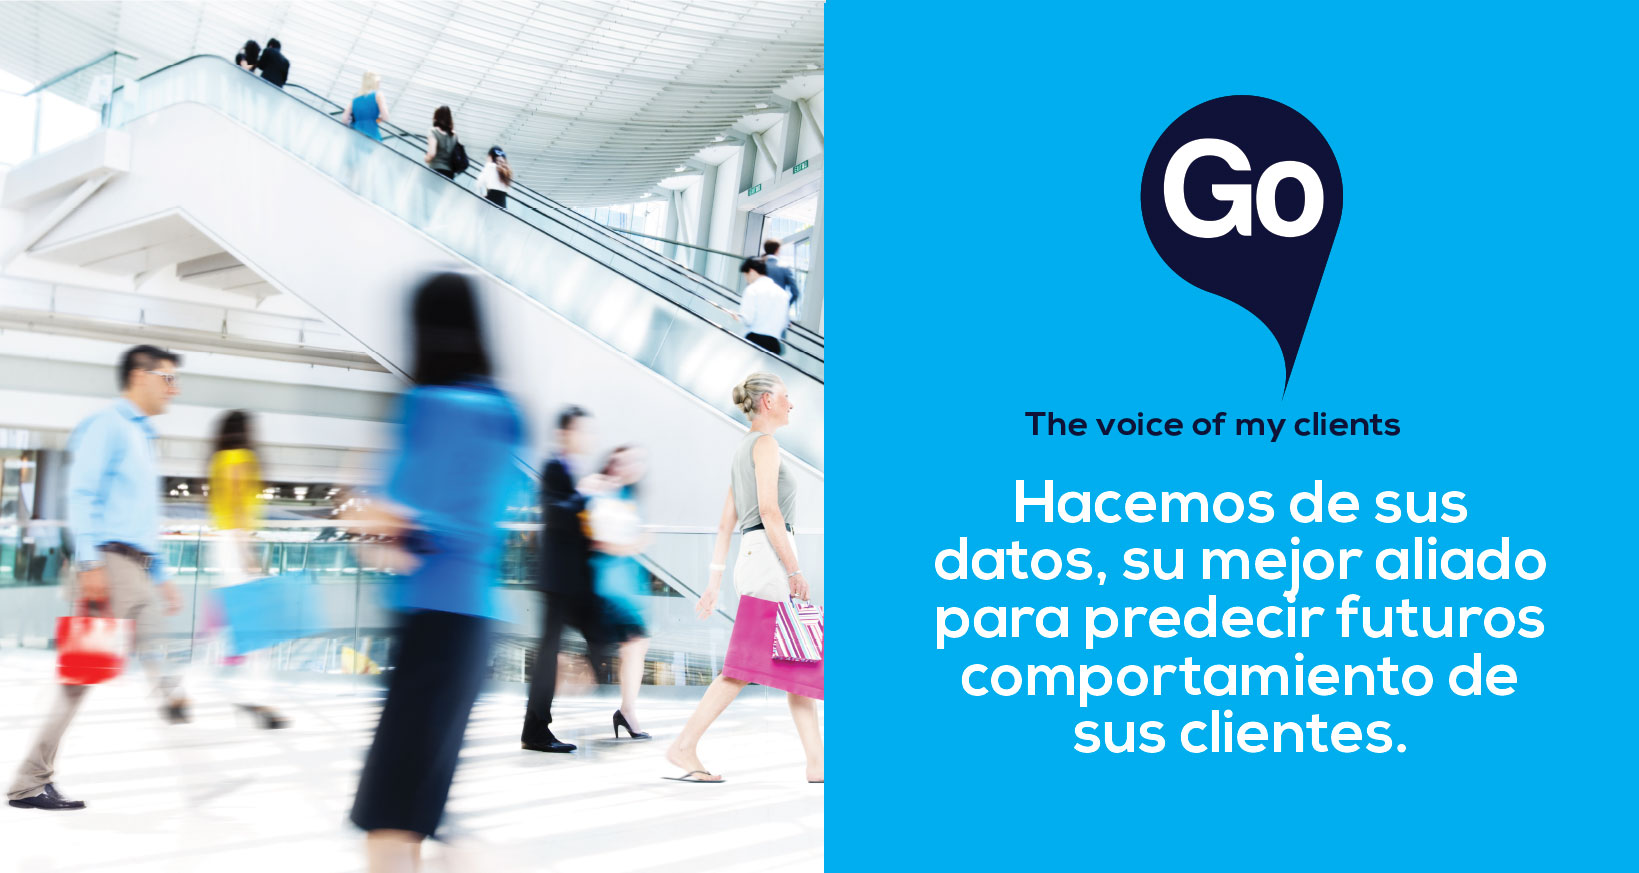 Go
The voice of my clients
Hacemos de sus
datos, su mejor aliado
para predecir futuros
comportamiento de
sus clientes.